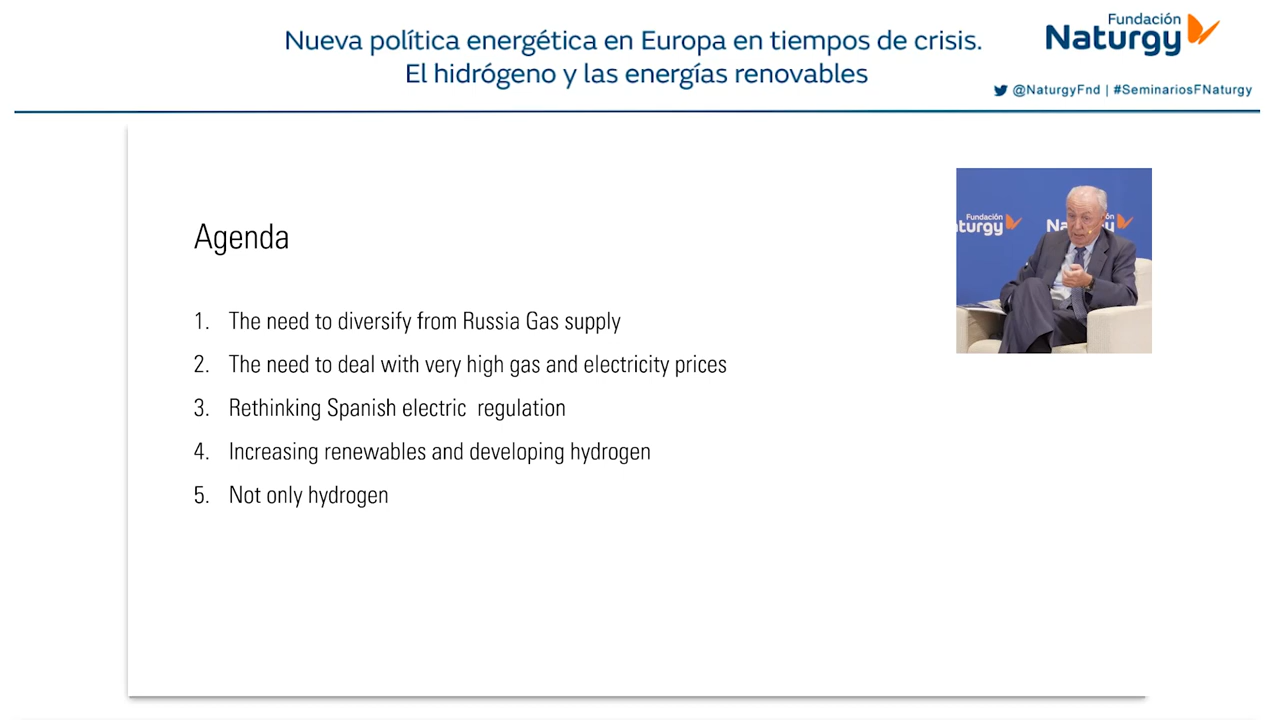 Nueva política energética en Europa en tiempos de crisis.
El hidrógeno y las energías renovables
Fundación
Naturgy
@NaturgyFnd | #SeminariosFNaturgy
Agenda
1. The need to diversify from Russia Gas supply
2. The need to deal with very high gas and electricity prices
3. Rethinking Spanish electric regulation
4. Increasing renewables and developing hydrogen
5. Not only hydrogen
Fundación
aturgy